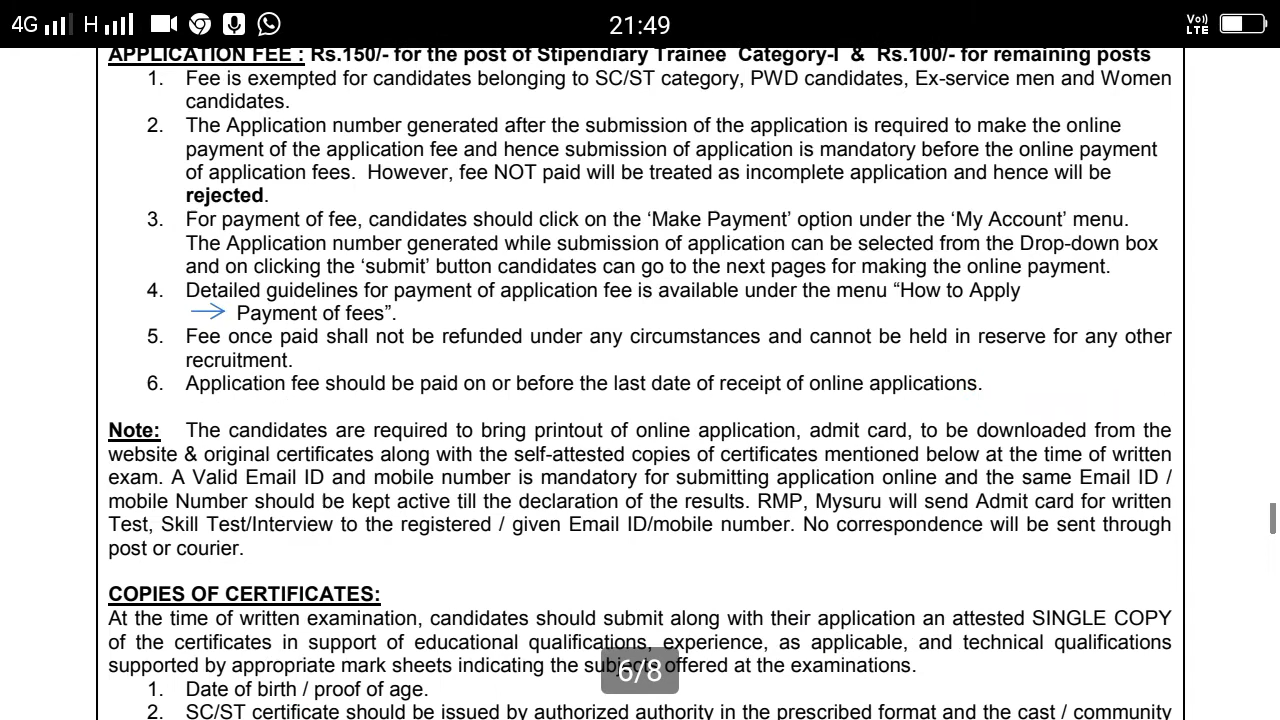 4G H 21:49 Vo)) LTE
APPLICATION FEE : Rs.150/- for the post of Stipendiary Trainee Category-I & Rs.100/- for remaining posts
1. Fee is exempted for candidates belonging to SC/ST category, PWD candidates, Ex-service men and Women
candidates.
2. The Application number generated after the submission of the application is required to make the online
payment of the application fee and hence submission of application is mandatory before the online payment
of application fees. However, fee NOT paid will be treated as incomplete application and hence will be
rejected.
3. For payment of fee, candidates should click on the ‘Make Payment’ option under the ‘My Account’ menu.
The Application number generated while submission of application can be selected from the Drop-down box
and on clicking the ‘submit’ button candidates can go to the next pages for making the online payment.
4. Detailed guidelines for payment of application fee is available under the menu “How to Apply
→ Payment of fees”.
5. Fee once paid shall not be refunded under any circumstances and cannot be held in reserve for any other
recruitment.
6. Application fee should be paid on or before the last date of receipt of online applications.
Note: The candidates are required to bring printout of online application, admit card, to be downloaded from the
website & original certificates along with the self-attested copies of certificates mentioned below at the time of written
exam. A Valid Email ID and mobile number is mandatory for submitting application online and the same Email ID /
mobile Number should be kept active till the declaration of the results. RMP, Mysuru will send Admit card for written
Test, Skill Test/Interview to the registered / given Email ID/mobile number. No correspondence will be sent through
post or courier.
COPIES OF CERTIFICATES:
At the time of written examination, candidates should submit along with their application an attested SINGLE COPY
of the certificates in support of educational qualifications, experience, as applicable, and technical qualifications
supported by appropriate mark sheets indicating the subjects offered at the examinations.
6/8
1. Date of birth / proof of age.
2. SC/ST certificate should be issued by authorized authority in the prescribed format and the cast / community